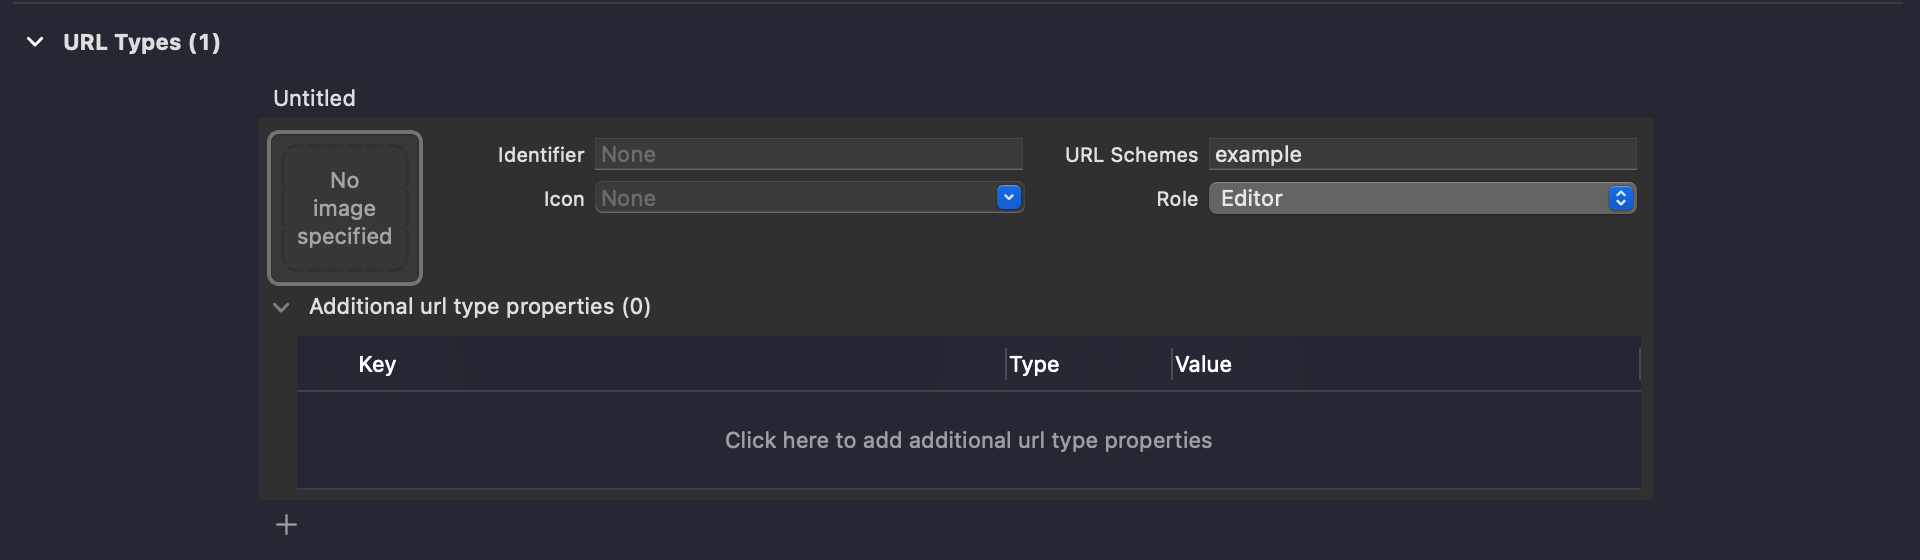 URL Types (1)
Untitled
No
image
specified
Identifier None
URL Schemes example
Icon None
Role Editor
Additional url type properties (0)
Key Type Value
Click here to add additional url type properties